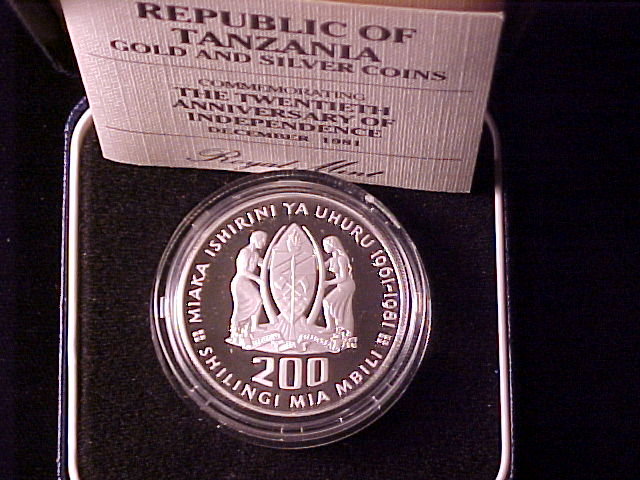 REPUBLIC OF
TANZANIA
GOLD AND SILVER COINS
COMMEMORATING
THE TWENTIETH
ANNIVERSARY OF
INDEPENDENCE
DECEMBER 1981
Royal Mint
MIAKA ISHIRINI YA UHURU 1961-1981
200
SHILINGI MIA MBILI